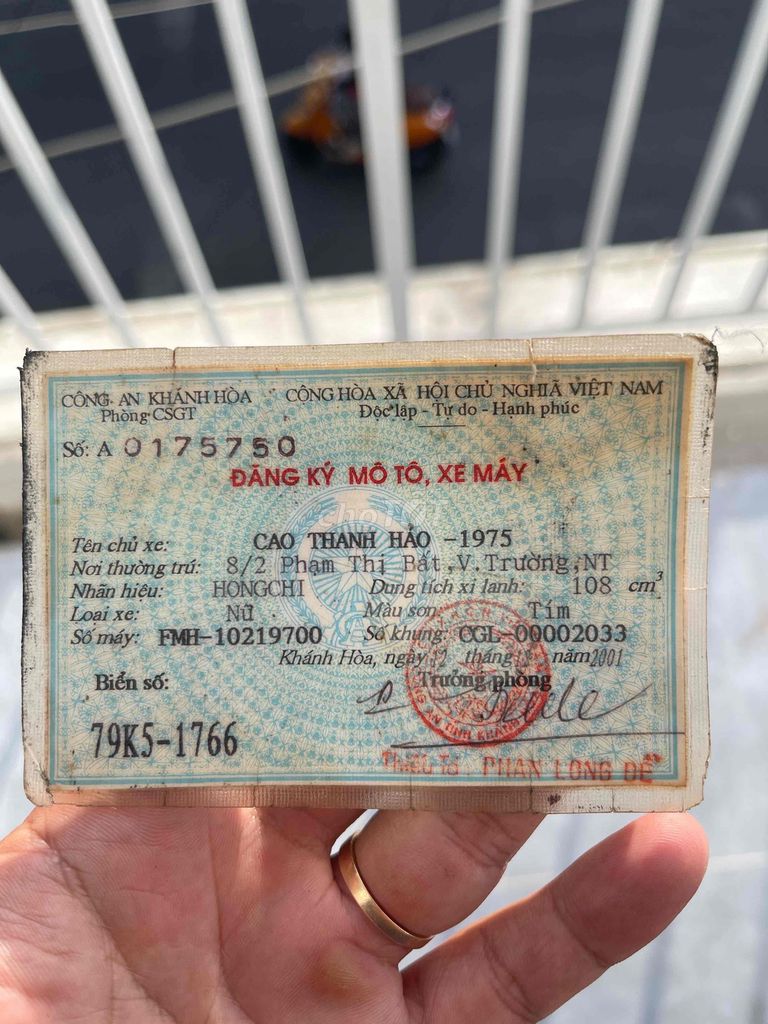 CÔNG AN KHÁNH HÒA CỘNG HÒA XÃ HỘI CHỦ NGHĨA VIỆT NAM
Phòng CSGT Độc lập - Tự do - Hạnh phúc
Số: A 0175750
ĐĂNG KÝ MÔ TÔ, XE MÁY
Tên chủ xe: CAO THANH HẢO -1975
Nơi thường trú: 8/2 Phạm Thị Bất,V.Trường,NT
Nhãn hiệu: HONGCHI Dung tích xi lanh: 108 cm³
Loại xe: Nữ Màu sơn: Tím
Số máy: FMH-10219700 Số khung: CGL-00002033
Khánh Hòa, ngày 12 tháng năm 2001
Biển số: Trưởng phòng
79K5-1766
Thiếu Tá PHAN LONG ĐÊ